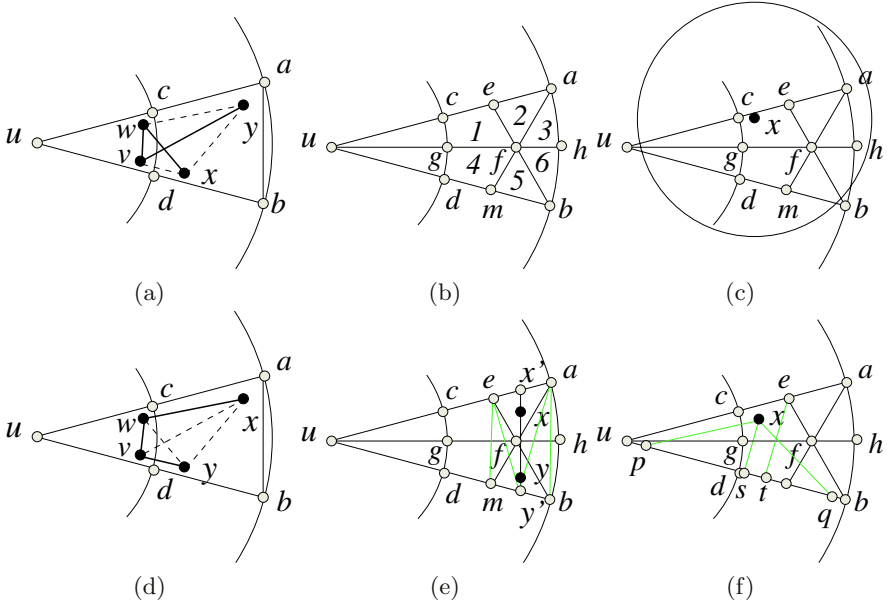 u c a w v y x d b
(a)
u c e a 1 2 3 g 4 f 6 h d m 5 b
(b)
u c e a x g f h d m b
(c)
u c a w x v y d b
(d)
u c e x' a x g f h y d m y' b
(e)
u c e a x g f h p d s t q b
(f)